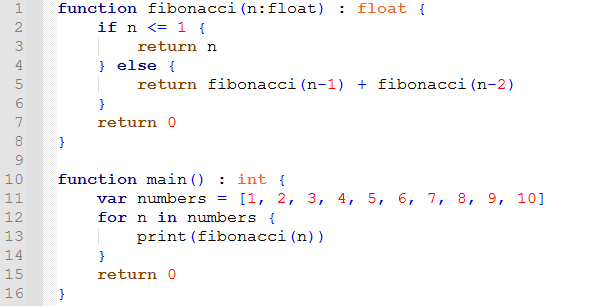 1 function fibonacci(n:float) : float {
2 if n <= 1 {
3 return n
4 } else {
5 return fibonacci(n-1) + fibonacci(n-2)
6 }
7 return 0
8 }
9
10 function main() : int {
11 var numbers = [1, 2, 3, 4, 5, 6, 7, 8, 9, 10]
12 for n in numbers {
13 print(fibonacci(n))
14 }
15 return 0
16 }